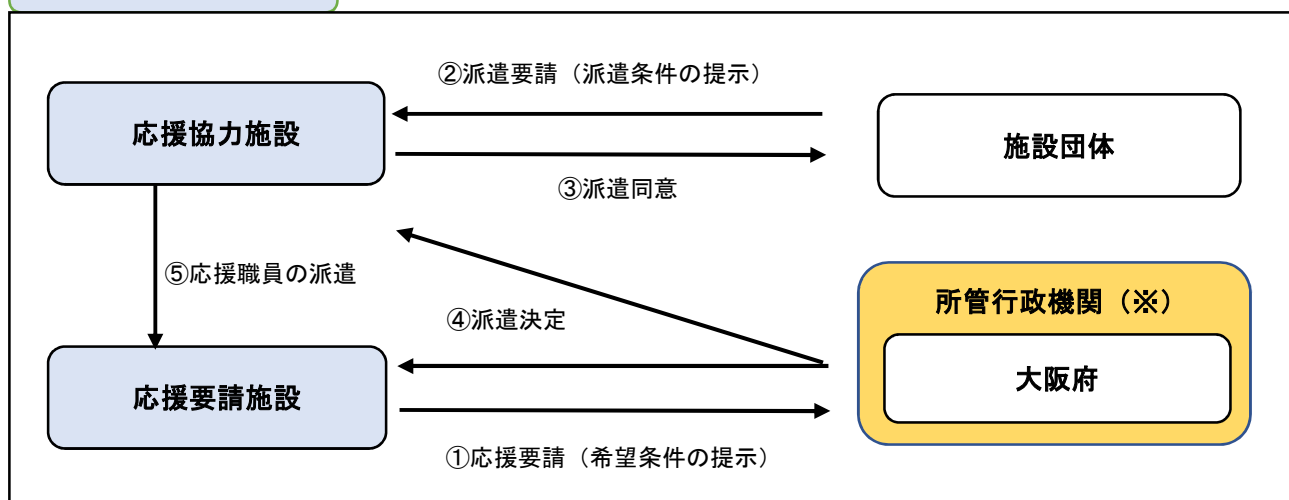 ②派遣要請（派遣条件の提示）
応援協力施設
施設団体
③派遣同意
⑤応援職員の派遣
所管行政機関（※）
④派遣決定
大阪府
応援要請施設
①応援要請（希望条件の提示）